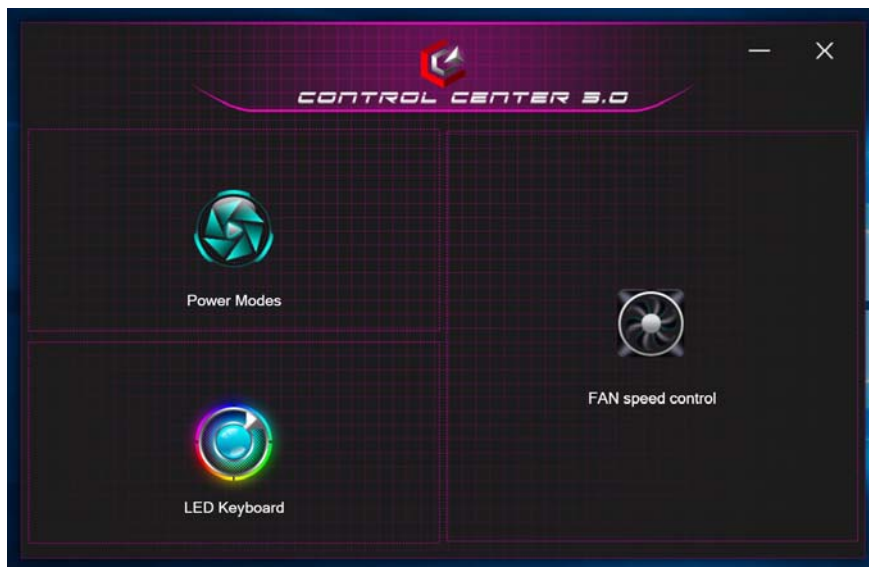 CONTROL CENTER 3.0
Power Modes
FAN speed control
LED Keyboard